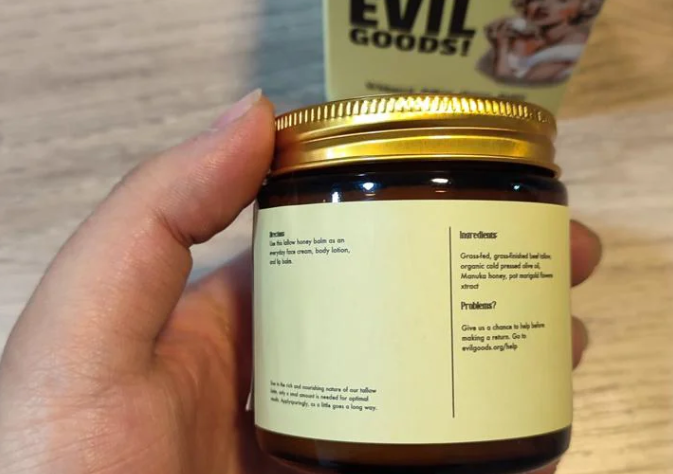 EVIL
GOODS!
Directions
Use this tallow honey balm as an
everyday face cream, body lotion,
and lip balm.
Due to the rich and nourishing nature of our tallow
balm, only a small amount is needed for optimal
results. Apply sparingly, as a little goes a long way.
Ingredients:
Grass-fed, grass-finished beef tallow,
organic cold pressed olive oil,
Manuka honey, pot marigold flowers
xtract
Problems?
Give us a chance to help before
making a return. Go to
evilgoods.org/help